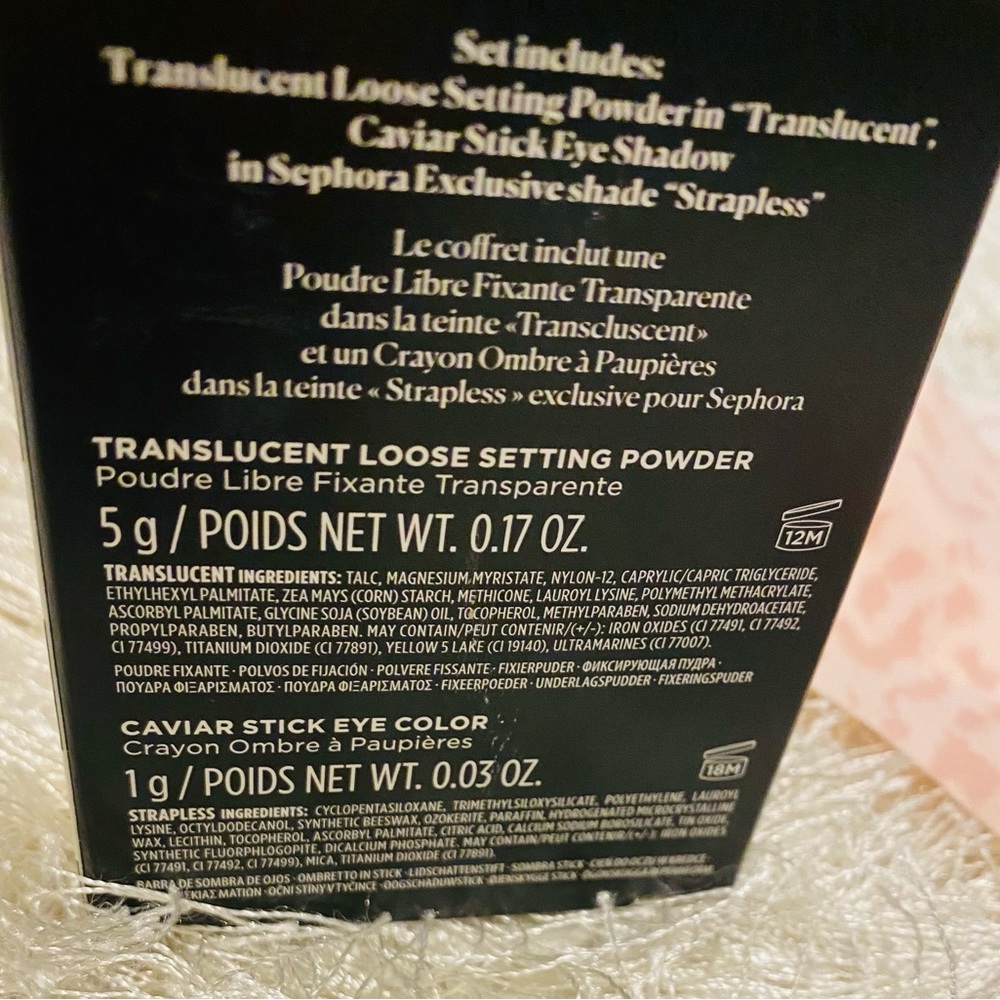 Set includes:
Translucent Loose Setting Powder in “Translucent”,
Caviar Stick Eye Shadow
in Sephora Exclusive shade “Strapless”
Le coffret inclut une
Poudre Libre Fixante Transparente
dans la teinte «Transcluscent»
et un Crayon Ombre à Paupières
dans la teinte « Strapless » exclusive pour Sephora
TRANSLUCENT LOOSE SETTING POWDER
Poudre Libre Fixante Transparente
5 g / POIDS NET WT. 0.17 OZ.
12M
TRANSLUCENT INGREDIENTS: TALC, MAGNESIUM MYRISTATE, NYLON-12, CAPRYLIC/CAPRIC TRIGLYCERIDE,
ETHYLHEXYL PALMITATE, ZEA MAYS (CORN) STARCH, METHICONE, LAUROYL LYSINE, POLYMETHYL METHACRYLATE,
ASCORBYL PALMITATE, GLYCINE SOJA (SOYBEAN) OIL, TOCOPHEROL, METHYLPARABEN, SODIUM DEHYDROACETATE,
PROPYLPARABEN, BUTYLPARABEN. MAY CONTAIN/PEUT CONTENIR/(+/-): IRON OXIDES (CI 77491, CI 77492,
CI 77499), TITANIUM DIOXIDE (CI 77891), YELLOW 5 LAKE (CI 19140), ULTRAMARINES (CI 77007).
POUDRE FIXANTE · POLVOS DE FIJACIÓN · POLVERE FISSANTE · FIXIERPUDER · ФИКСИРУЮЩАЯ ПУДРА ·
ΠΟΥΔΡΑ ΦΙΞΑΡΙΣΜΑΤΟΣ · ΠΟΥΔΡΑ ΦΙΞΑΡΙΣΜΑΤΟΣ · FIXEERPOEDER · UNDERLAGSPUDDER · FIXERINGSPUDER
CAVIAR STICK EYE COLOR
Crayon Ombre à Paupières
1 g / POIDS NET WT. 0.03 OZ.
18M
STRAPLESS INGREDIENTS: CYCLOPENTASILOXANE, TRIMETHYLSILOXYSILICATE, POLYETHYLENE, LAUROYL
LYSINE, OCTYLDODECANOL, SYNTHETIC BEESWAX, OZOKERITE, PARAFFIN, HYDROGENATED MICROCRYSTALLINE
WAX, LECITHIN, TOCOPHEROL, ASCORBYL PALMITATE, CITRIC ACID, CALCIUM SODIUM BOROSILICATE, TIN OXIDE,
SYNTHETIC FLUORPHLOGOPITE, DICALCIUM PHOSPHATE. MAY CONTAIN/PEUT CONTENIR/(+/-): IRON OXIDES
(CI 77491, CI 77492, CI 77499), MICA, TITANIUM DIOXIDE (CI 77891).
BARRA DE SOMBRA DE OJOS · OMBRETTO IN STICK · LIDSCHATTENSTIFT · SOMBRA STICK · CIEŃ DO OCZU W KREDCE ·
ΣΚΙΑΣ ΜΑΤΙΩΝ · OČNÍ STÍNY V TYČINCE · OOGSCHADUWSTICK · ØJENSKYGGE STICK